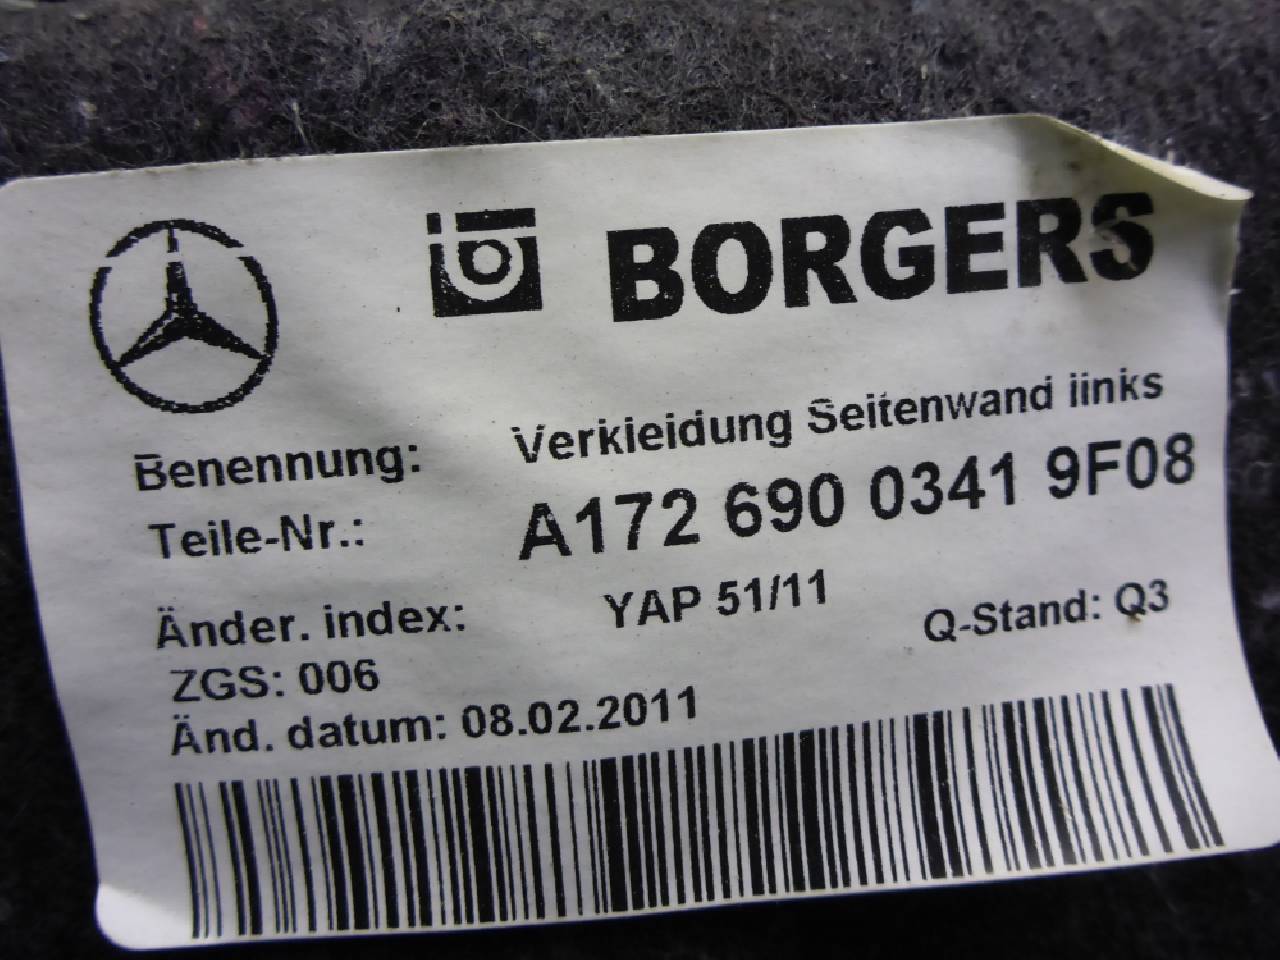 BORGERS
Benennung: Verkleidung Seitenwand links
Teile-Nr.: A172 690 0341 9F08
Änder. index: YAP 51/11
Q-Stand: Q3
ZGS: 006
Änd. datum: 08.02.2011